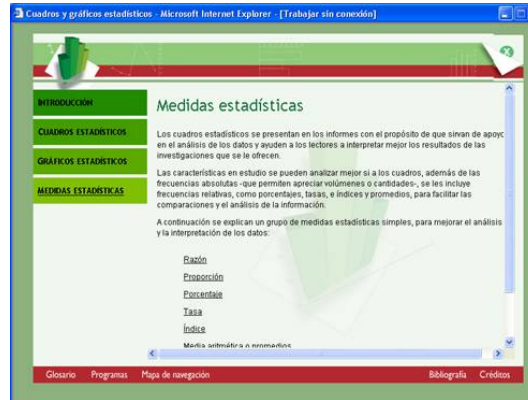 Cuadros y gráficos estadísticos - Microsoft Internet Explorer - [Trabajar sin conexión]
INTRODUCCIÓN
CUADROS ESTADÍSTICOS
GRÁFICOS ESTADÍSTICOS
MEDIDAS ESTADÍSTICAS
Medidas estadísticas
Los cuadros estadísticos se presentan en los informes con el propósito de que sirvan de apoyo
en el análisis de los datos y ayuden a los lectores a interpretar mejor los resultados de las
investigaciones que se le ofrecen.
Las características en estudio se pueden analizar mejor si a los cuadros, además de las
frecuencias absolutas -que permiten apreciar volúmenes o cantidades-, se les incluye
frecuencias relativas, como porcentajes, tasas, e índices y promedios, para facilitar las
comparaciones y el análisis de la información.
A continuación se explican un grupo de medidas estadísticas simples, para mejorar el análisis
y la interpretación de los datos:
Razón
Proporción
Porcentaje
Tasa
Índice
Media aritmética o promedios
Glosario Programas Mapa de navegación Bibliografía Créditos